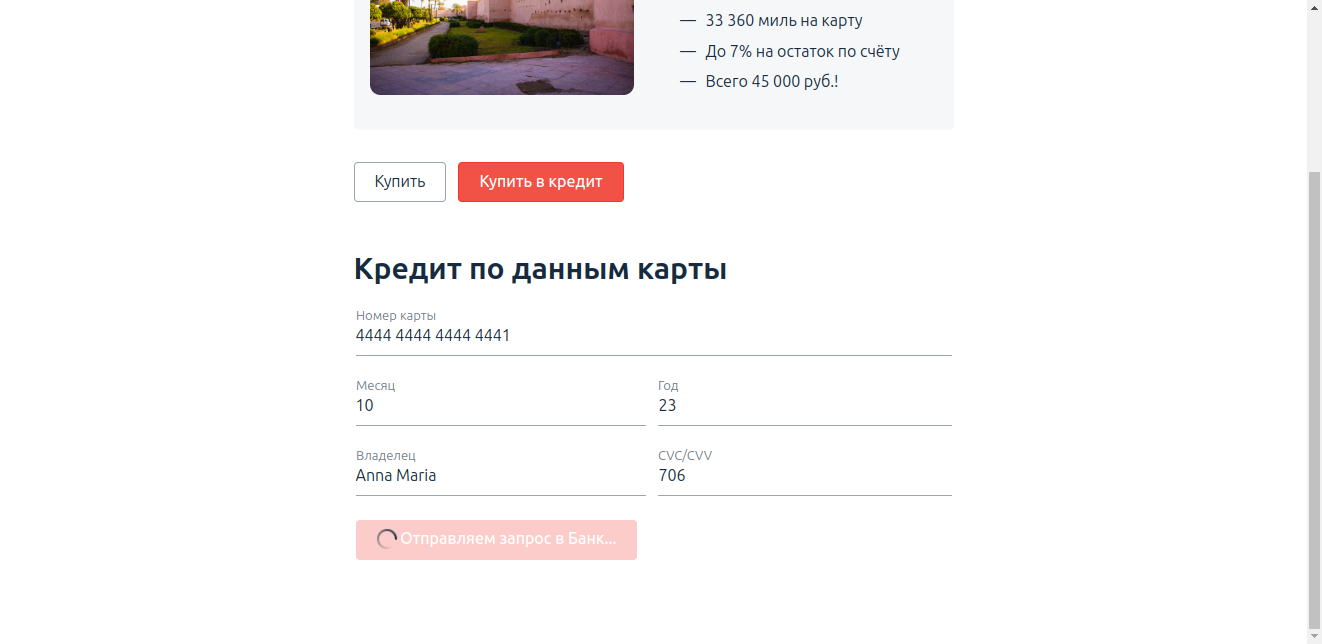 — 33 360 миль на карту
— До 7% на остаток по счёту
— Всего 45 000 руб.!
Купить
Купить в кредит
Кредит по данным карты
Номер карты
4444 4444 4444 4441
Месяц
Год
10
23
Владелец
CVC/CVV
Anna Maria
706
Отправляем запрос в Банк...